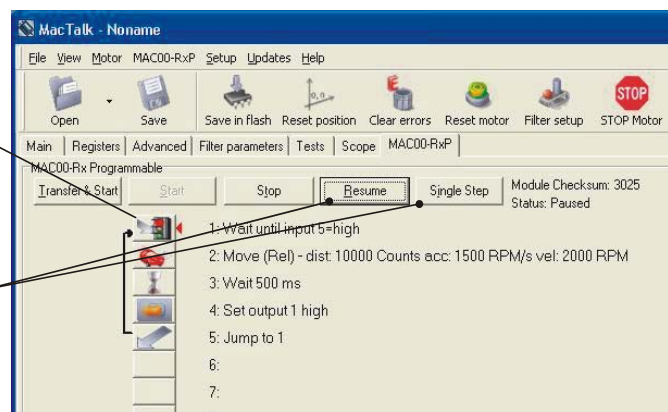 MacTalk - Noname
File View Motor MAC00-RxP Setup Updates Help
Open Save Save in flash Reset position Clear errors Reset motor Filter setup STOP Motor
STOP
Main Registers Advanced Filter parameters Tests Scope MAC00-RxP
MAC00-Rx Programmable
Transfer & Start Start Stop Resume Single Step Module Checksum: 3025
Status: Paused
1: Wait until input 5=high
2: Move (Rel) - dist: 10000 Counts acc: 1500 RPM/s vel: 2000 RPM
3: Wait 500 ms
4: Set output 1 high
5: Jump to 1
6:
7: